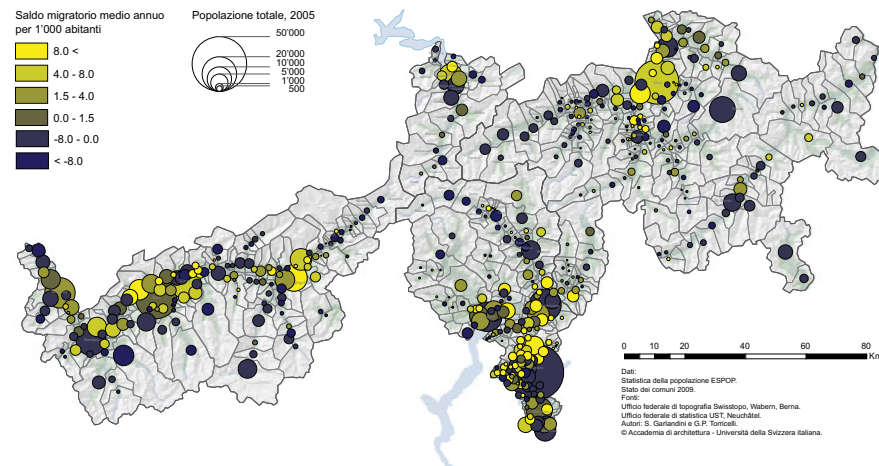 Saldo migratorio medio annuo
per 1'000 abitanti
8.0 <
4.0 - 8.0
1.5 - 4.0
0.0 - 1.5
-8.0 - 0.0
< -8.0
Popolazione totale, 2005
50'000
20'000
10'000
5'000
1'000
500
0 10 20 40 60 80
Km
Dati:
Statistica della popolazione ESPOP.
Stato dei comuni 2009.
Fonti:
Ufficio federale di topografia Swisstopo, Wabern, Berna.
Ufficio federale di statistica UST, Neuchâtel.
Autori: S. Garlandini e G.P. Torricelli.
© Accademia di architettura - Università della Svizzera italiana.